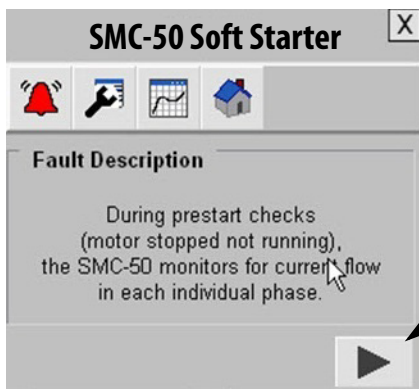 SMC-50 Soft Starter
X
Fault Description
During prestart checks
(motor stopped not running),
the SMC-50 monitors for current flow
in each individual phase.